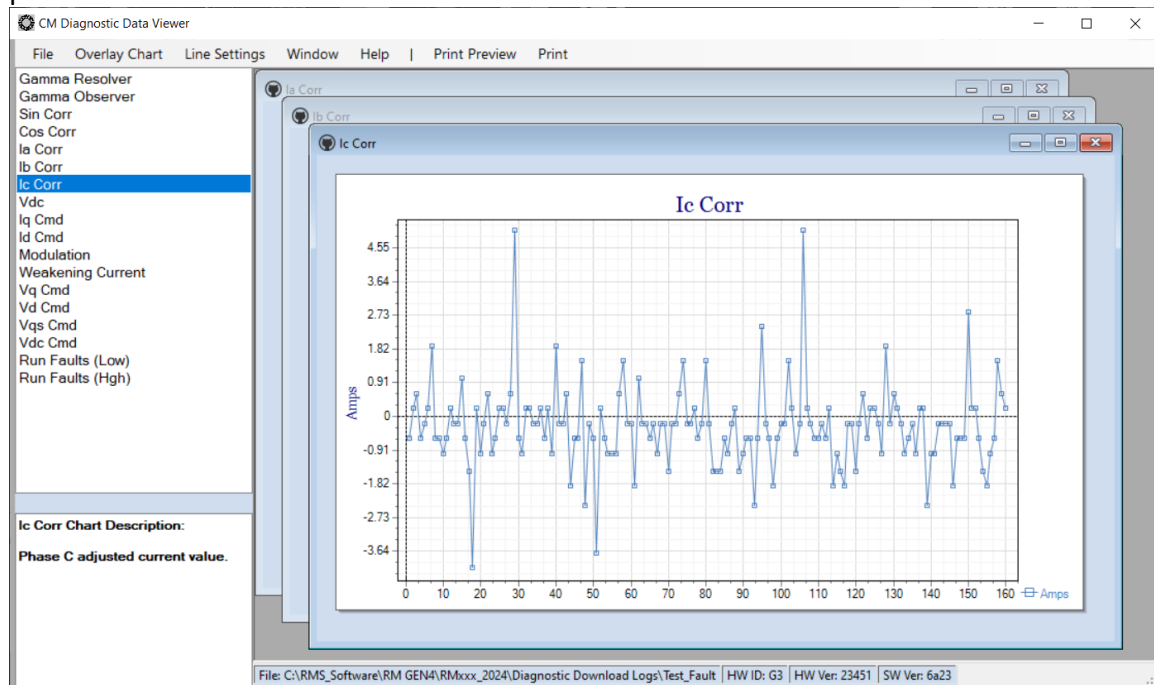 CM Diagnostic Data Viewer
File Overlay Chart Line Settings Window Help | Print Preview Print
Gamma Resolver
Gamma Observer
Sin Corr
Cos Corr
Ia Corr
Ib Corr
Ic Corr
Vdc
Iq Cmd
Id Cmd
Modulation
Weakening Current
Vq Cmd
Vd Cmd
Vqs Cmd
Vdc Cmd
Run Faults (Low)
Run Faults (Hgh)
Ic Corr Chart Description:
Phase C adjusted current value.
Ia Corr
Ib Corr
Ic Corr
Ic Corr
Amps
4.55
3.64
2.73
1.82
0.91
0
-0.91
-1.82
-2.73
-3.64
0 10 20 30 40 50 60 70 80 90 100 110 120 130 140 150 160
Amps
File: C:\RMS_Software\RM GEN4\RMxxx_2024\Diagnostic Download Logs\Test_Fault HW ID: G3 HW Ver: 23451 SW Ver: 6a23